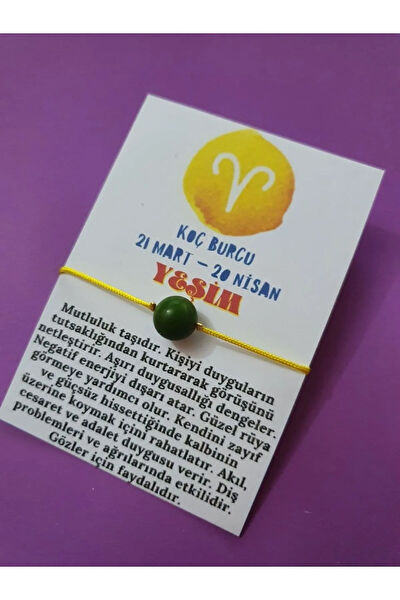 KOÇ BURCU
21 MART – 20 NİSAN
YEŞİM
Mutluluk taşıdır. Kişiyi duyguların
tutsaklığından kurtararak görüşünü
netleştirir. Aşırı duygusallığı dengeler.
Negatif enerjiyi dışarı atar. Güzel rüya
görmeye yardımcı olur. Kendini zayıf
ve güçsüz hissettiğinde kalbinin
üzerine koymak içini rahatlatır. Akıl,
cesaret ve adalet duygusu verir. Diş
problemleri ve ağrılarında etkilidir.
Gözler için faydalıdır.